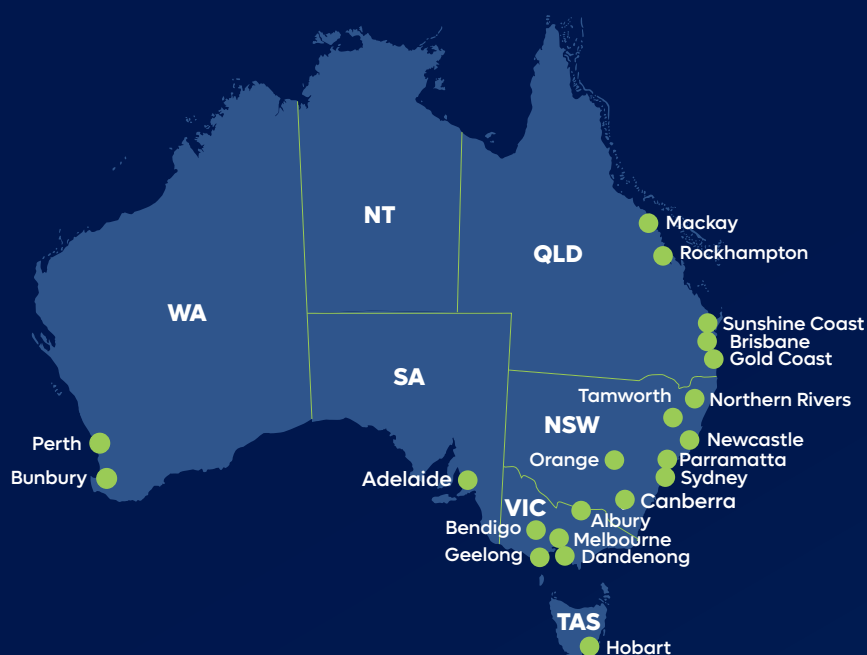 NT
Mackay
QLD
Rockhampton
WA
Sunshine Coast
Brisbane
Gold Coast
SA
Tamworth
Northern Rivers
NSW
Perth
Newcastle
Orange
Parramatta
Bunbury
Adelaide
Sydney
Canberra
VIC
Albury
Bendigo
Melbourne
Geelong
Dandenong
TAS
Hobart